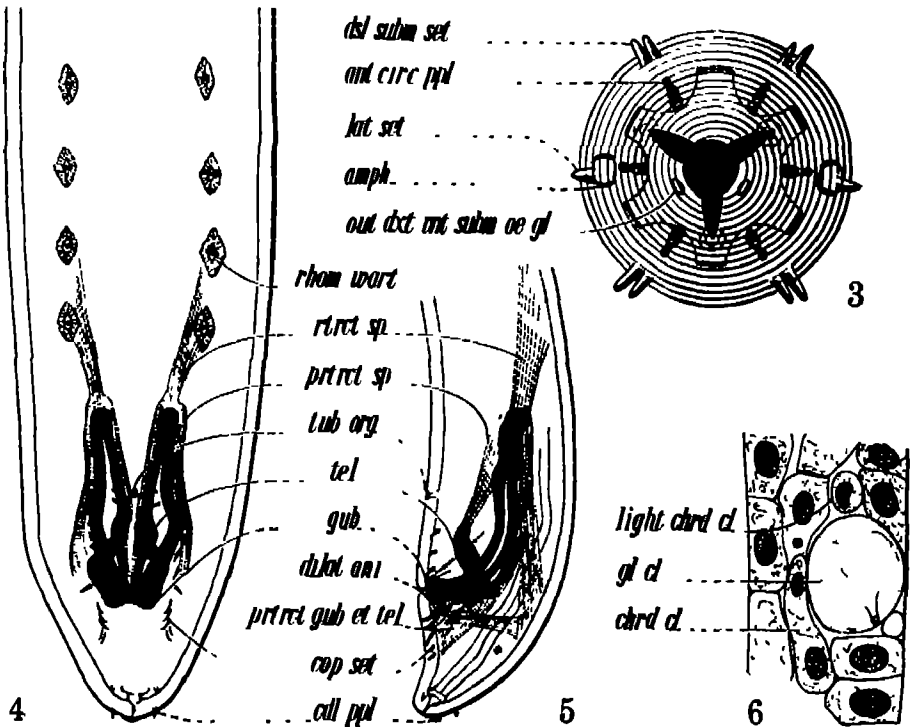 dsl subm set
ant circ ppl
lat set
amph
out dxt vnt subm oe gl
3
rhom wart
rtrct sp
prtrct sp
tub org
tel
gub
dilat ani
prtrct gub et tel
cop set
cdl ppl
4
5
light chrd cl
gl cl
chrd cl
6